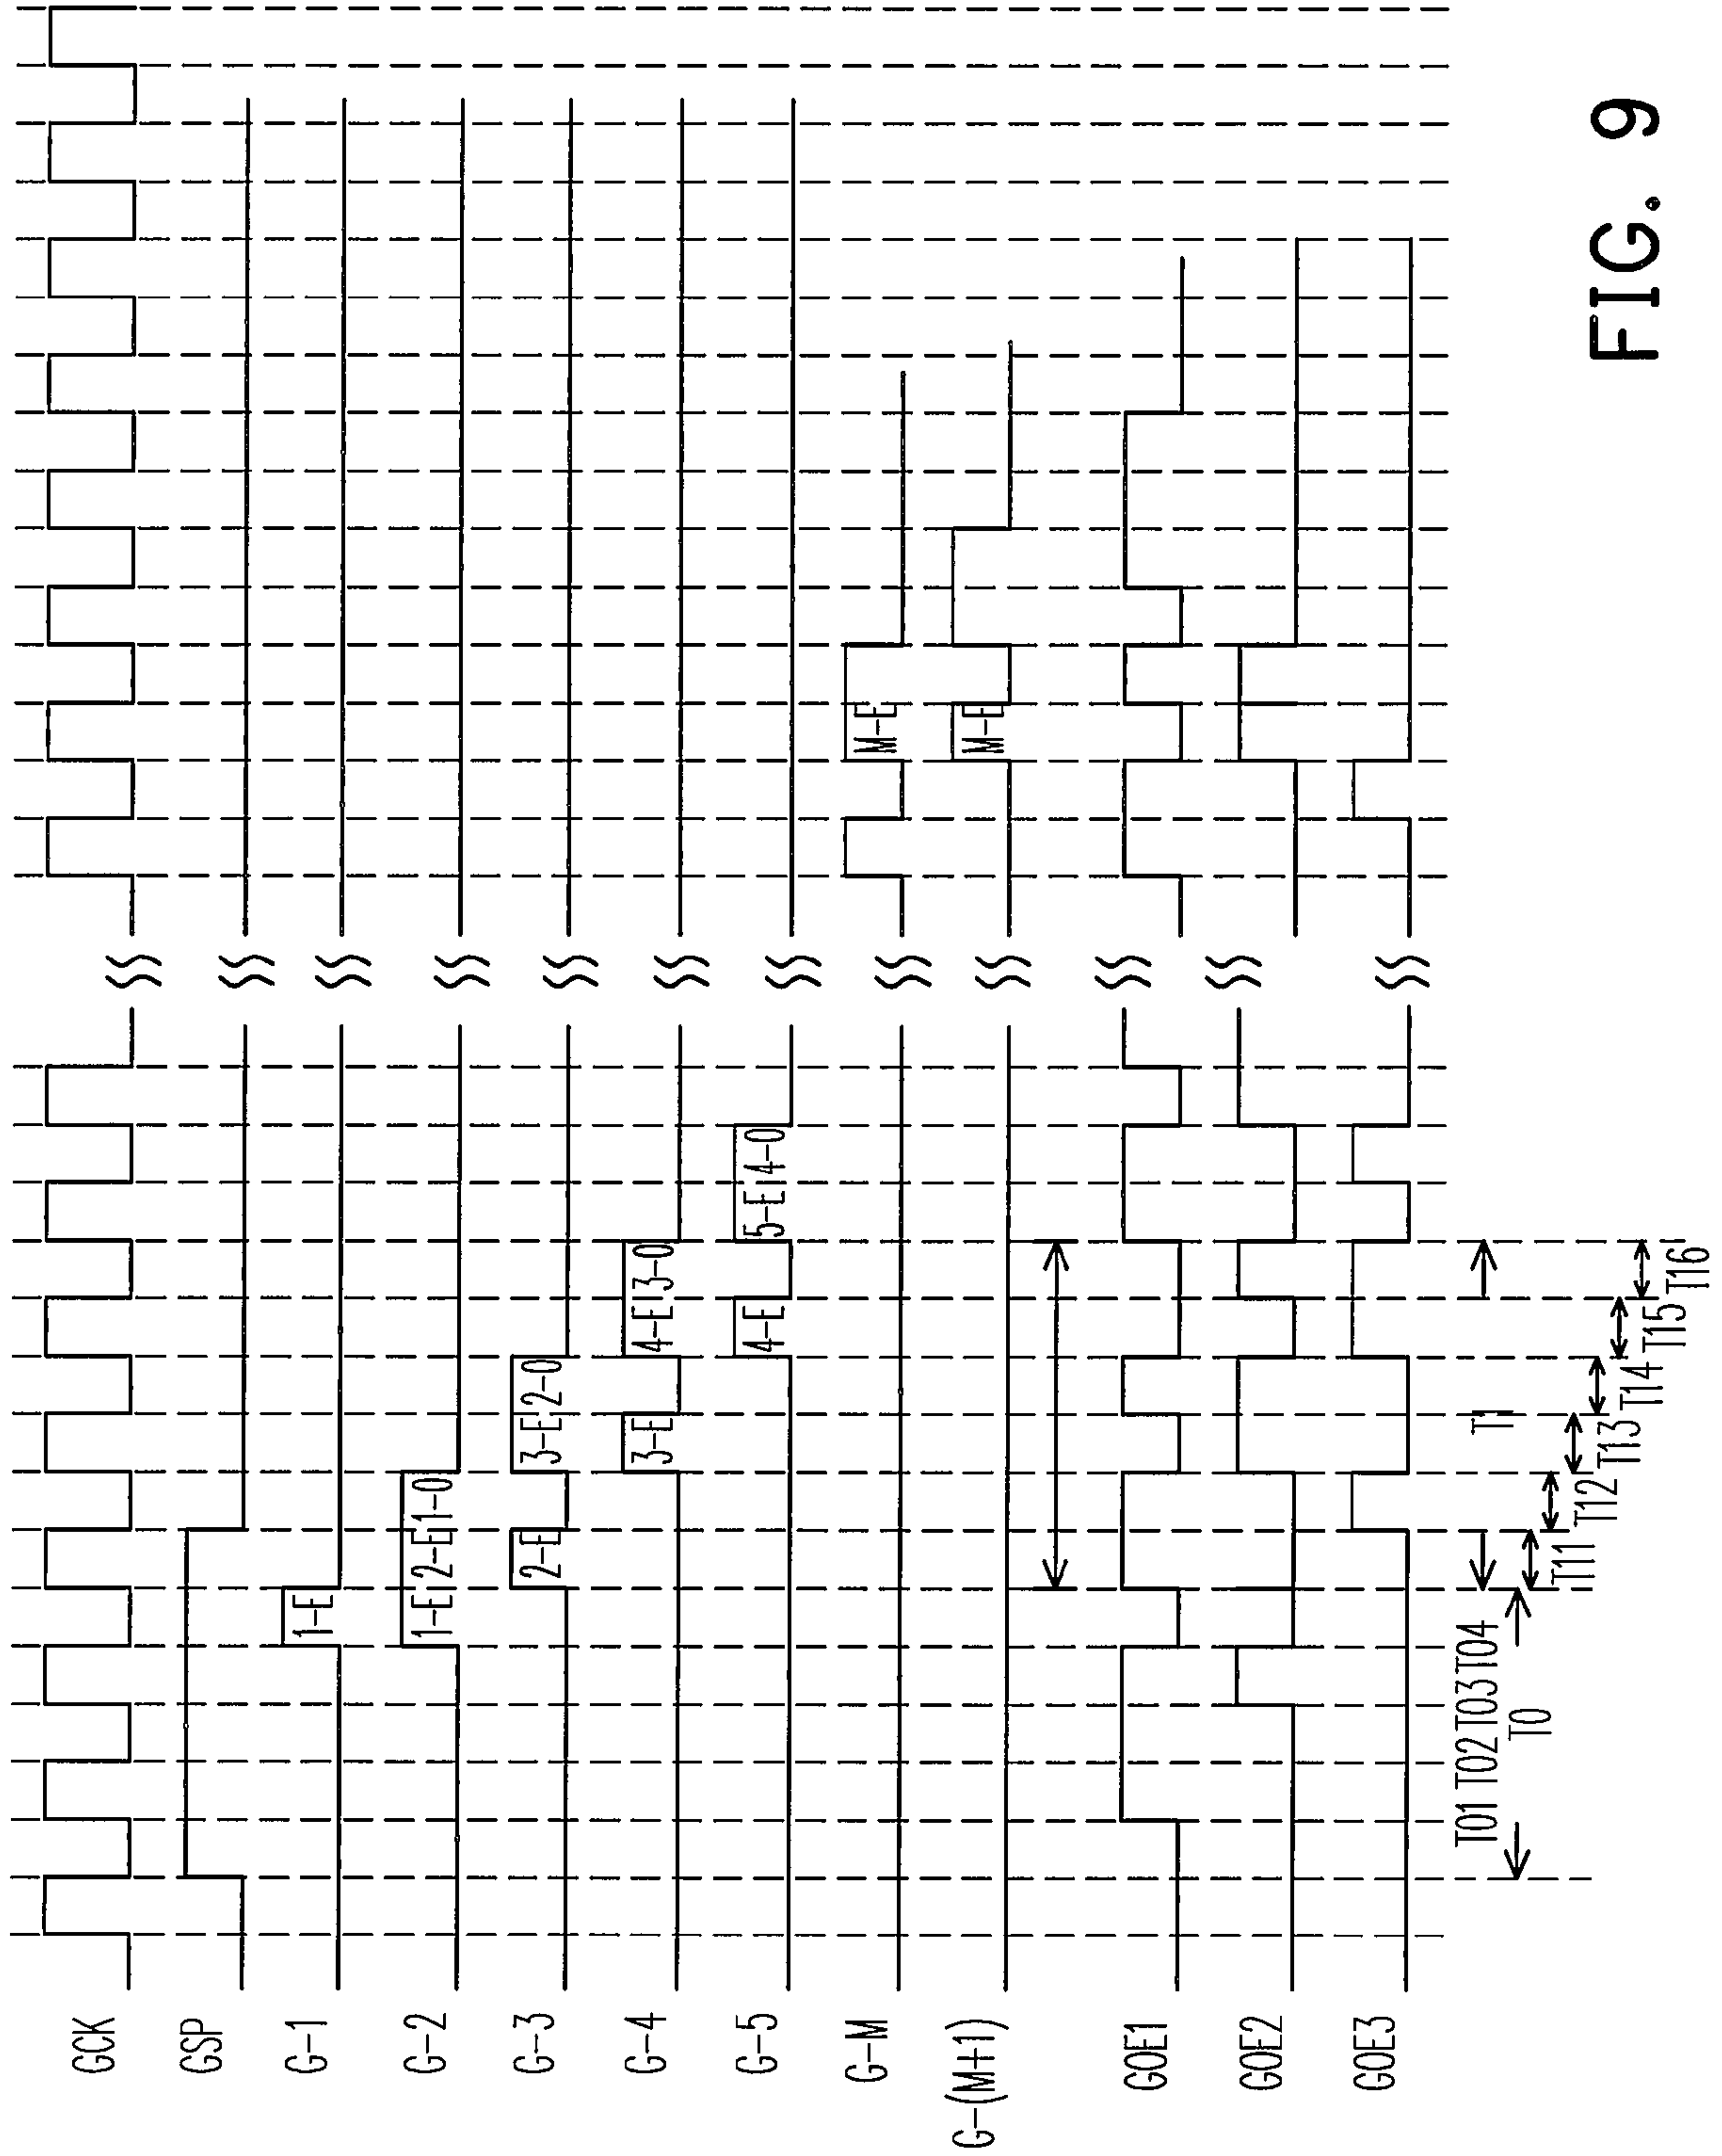 GCK
GSP
G-1
1-E
G-2
1-E 2-E 1-O
G-3
2-E 3-E 2-O
G-4
3-E 4-E 3-O
G-5
4-E 5-E 4-O
G-M
M-E
G-(M+1)
M-E
GOE1
GOE2
GOE3
T01 T02 T03 T04 T1
T0
T11 T12 T13 T14 T15 T16
FIG. 9